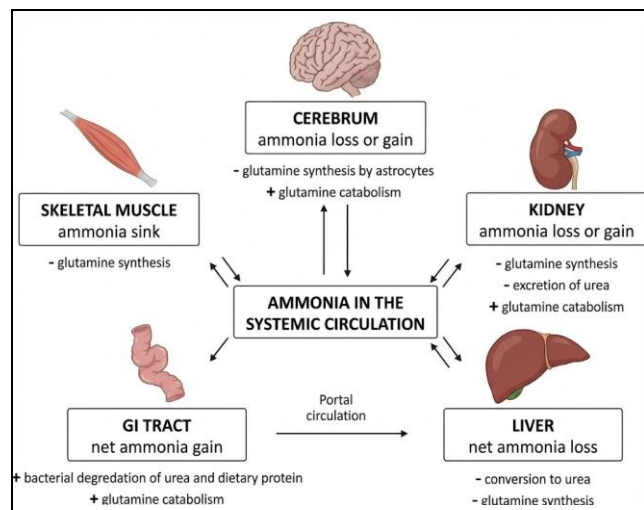 CEREBRUM
ammonia loss or gain
- glutamine synthesis by astrocytes
+ glutamine catabolism
SKELETAL MUSCLE
ammonia sink
- glutamine synthesis
KIDNEY
ammonia loss or gain
- glutamine synthesis
- excretion of urea
+ glutamine catabolism
AMMONIA IN THE
SYSTEMIC CIRCULATION
GI TRACT
net ammonia gain
+ bacterial degredation of urea and dietary protein
+ glutamine catabolism
Portal
circulation
LIVER
net ammonia loss
- conversion to urea
- glutamine synthesis